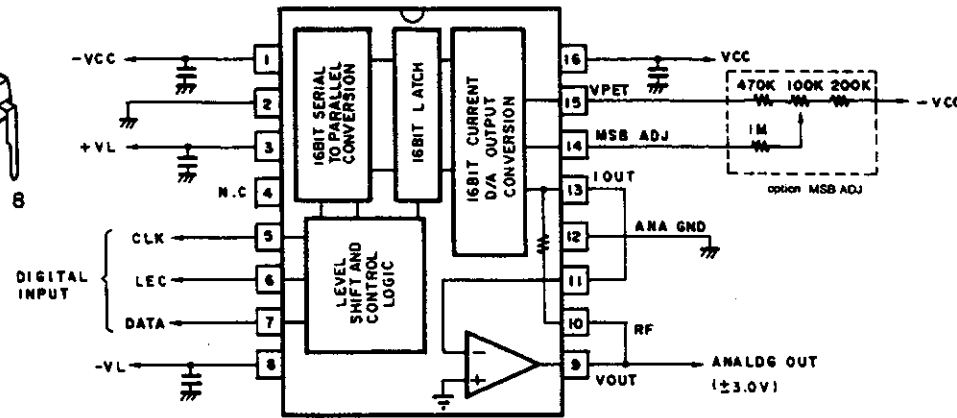 8
-VCC
1
2
+VL
3
N.C
4
DIGITAL
INPUT
CLK
5
LEC
6
DATA
7
-VL
8
16BIT SERIAL
TO PARALLEL
CONVERSION
16BIT LATCH
16BIT CURRENT
D/A OUTPUT
CONVERSION
LEVEL
SHIFT AND
CONTROL
LOGIC
-
+
16
VCC
15
VPET
470K 100K 200K
-VCC
14
MSB ADJ
1M
option MSB ADJ
13
IOUT
12
ANA GND
11
10
RF
9
VOUT
ANALDG OUT
(±3.0V)